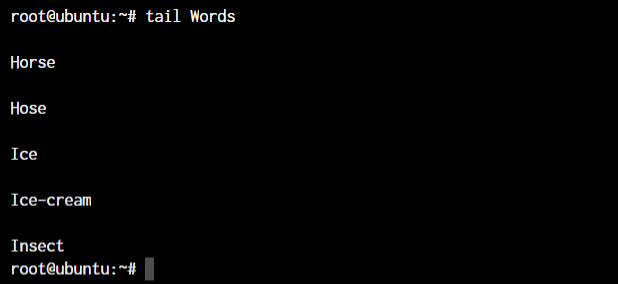 root@ubuntu:~# tail Words
Horse
Hose
Ice
Ice-cream
Insect
root@ubuntu:~#